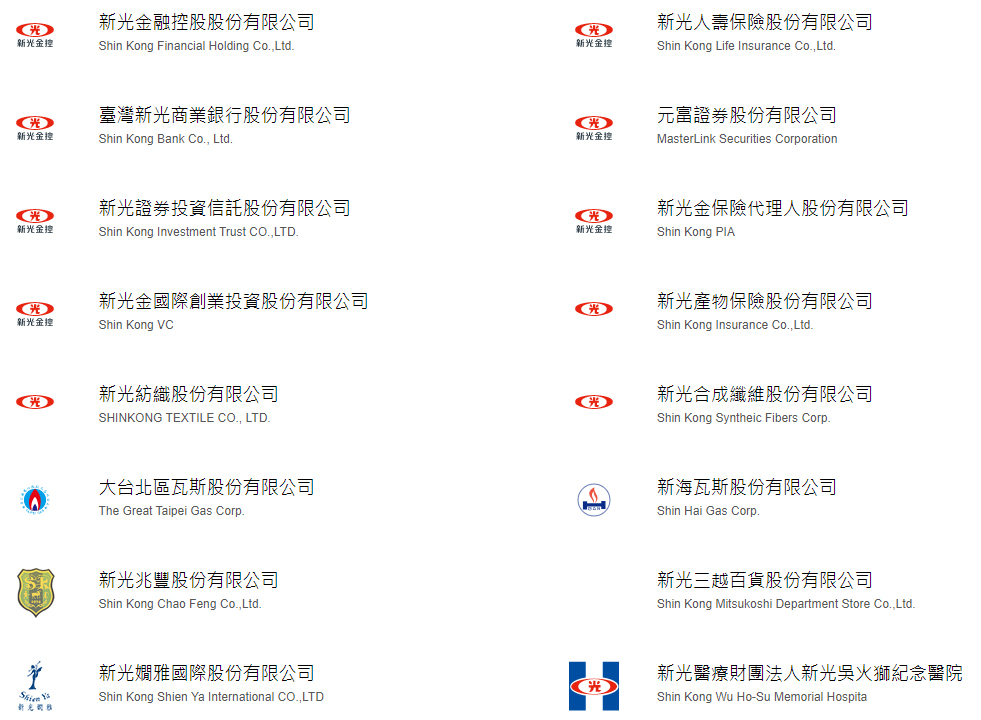 新光金融控股股份有限公司
Shin Kong Financial Holding Co.,Ltd.
新光金控
新光人壽保險股份有限公司
Shin Kong Life Insurance Co.,Ltd.
新光金控
臺灣新光商業銀行股份有限公司
Shin Kong Bank Co., Ltd.
新光金控
元富證券股份有限公司
MasterLink Securities Corporation
新光金控
新光證券投資信託股份有限公司
Shin Kong Investment Trust CO.,LTD.
新光金控
新光金保險代理人股份有限公司
Shin Kong PIA
新光金控
新光金國際創業投資股份有限公司
Shin Kong VC
新光金控
新光產物保險股份有限公司
Shin Kong Insurance Co.,Ltd.
光
新光紡織股份有限公司
SHINKONG TEXTILE CO., LTD.
光
新光合成纖維股份有限公司
Shin Kong Syntheic Fibers Corp.
光
大台北區瓦斯股份有限公司
The Great Taipei Gas Corp.
新海瓦斯股份有限公司
Shin Hai Gas Corp.
新光兆豐股份有限公司
Shin Kong Chao Feng Co.,Ltd.
新光三越百貨股份有限公司
Shin Kong Mitsukoshi Department Store Co.,Ltd.
新光嫺雅國際股份有限公司
Shin Kong Shien Ya International CO.,LTD
Shien Ya
新光醫療財團法人新光吳火獅紀念醫院
Shin Kong Wu Ho-Su Memorial Hospita
光